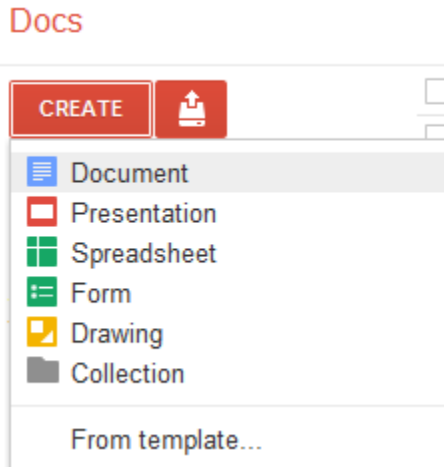 Docs
CREATE
Document
Presentation
Spreadsheet
Form
Drawing
Collection
From template...